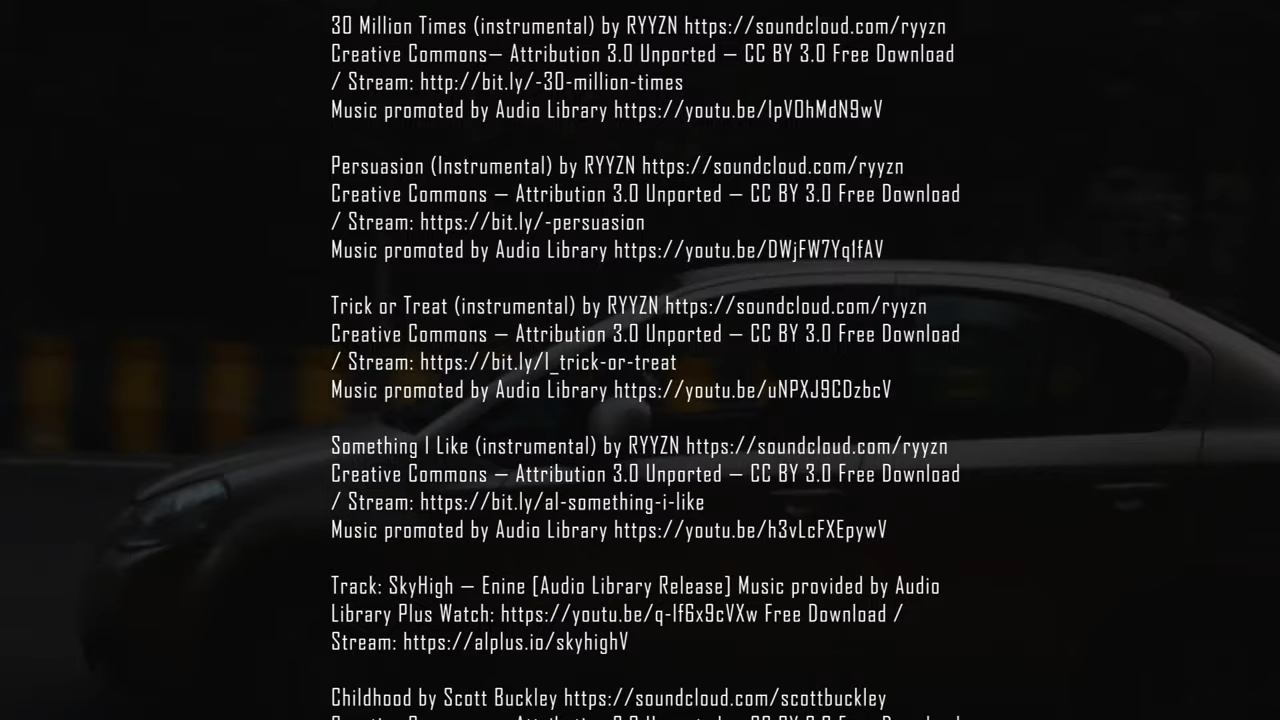 30 Million Times (instrumental) by RYYZN https://soundcloud.com/ryyzn
Creative Commons— Attribution 3.0 Unported — CC BY 3.0 Free Download
/ Stream: http://bit.ly/-30-million-times
Music promoted by Audio Library https://youtu.be/lpV0hMdN9wV
Persuasion (Instrumental) by RYYZN https://soundcloud.com/ryyzn
Creative Commons — Attribution 3.0 Unported — CC BY 3.0 Free Download
/ Stream: https://bit.ly/-persuasion
Music promoted by Audio Library https://youtu.be/DWjFW7Yq1fAV
Trick or Treat (instrumental) by RYYZN https://soundcloud.com/ryyzn
Creative Commons — Attribution 3.0 Unported — CC BY 3.0 Free Download
/ Stream: https://bit.ly/l_trick-or-treat
Music promoted by Audio Library https://youtu.be/uNPXJ9CDzbcV
Something I Like (instrumental) by RYYZN https://soundcloud.com/ryyzn
Creative Commons — Attribution 3.0 Unported — CC BY 3.0 Free Download
/ Stream: https://bit.ly/al-something-i-like
Music promoted by Audio Library https://youtu.be/h3vLcFXEpywV
Track: SkyHigh — Enine [Audio Library Release] Music provided by Audio
Library Plus Watch: https://youtu.be/q-lf6x9cVXw Free Download /
Stream: https://alplus.io/skyhighV
Childhood by Scott Buckley https://soundcloud.com/scottbuckley